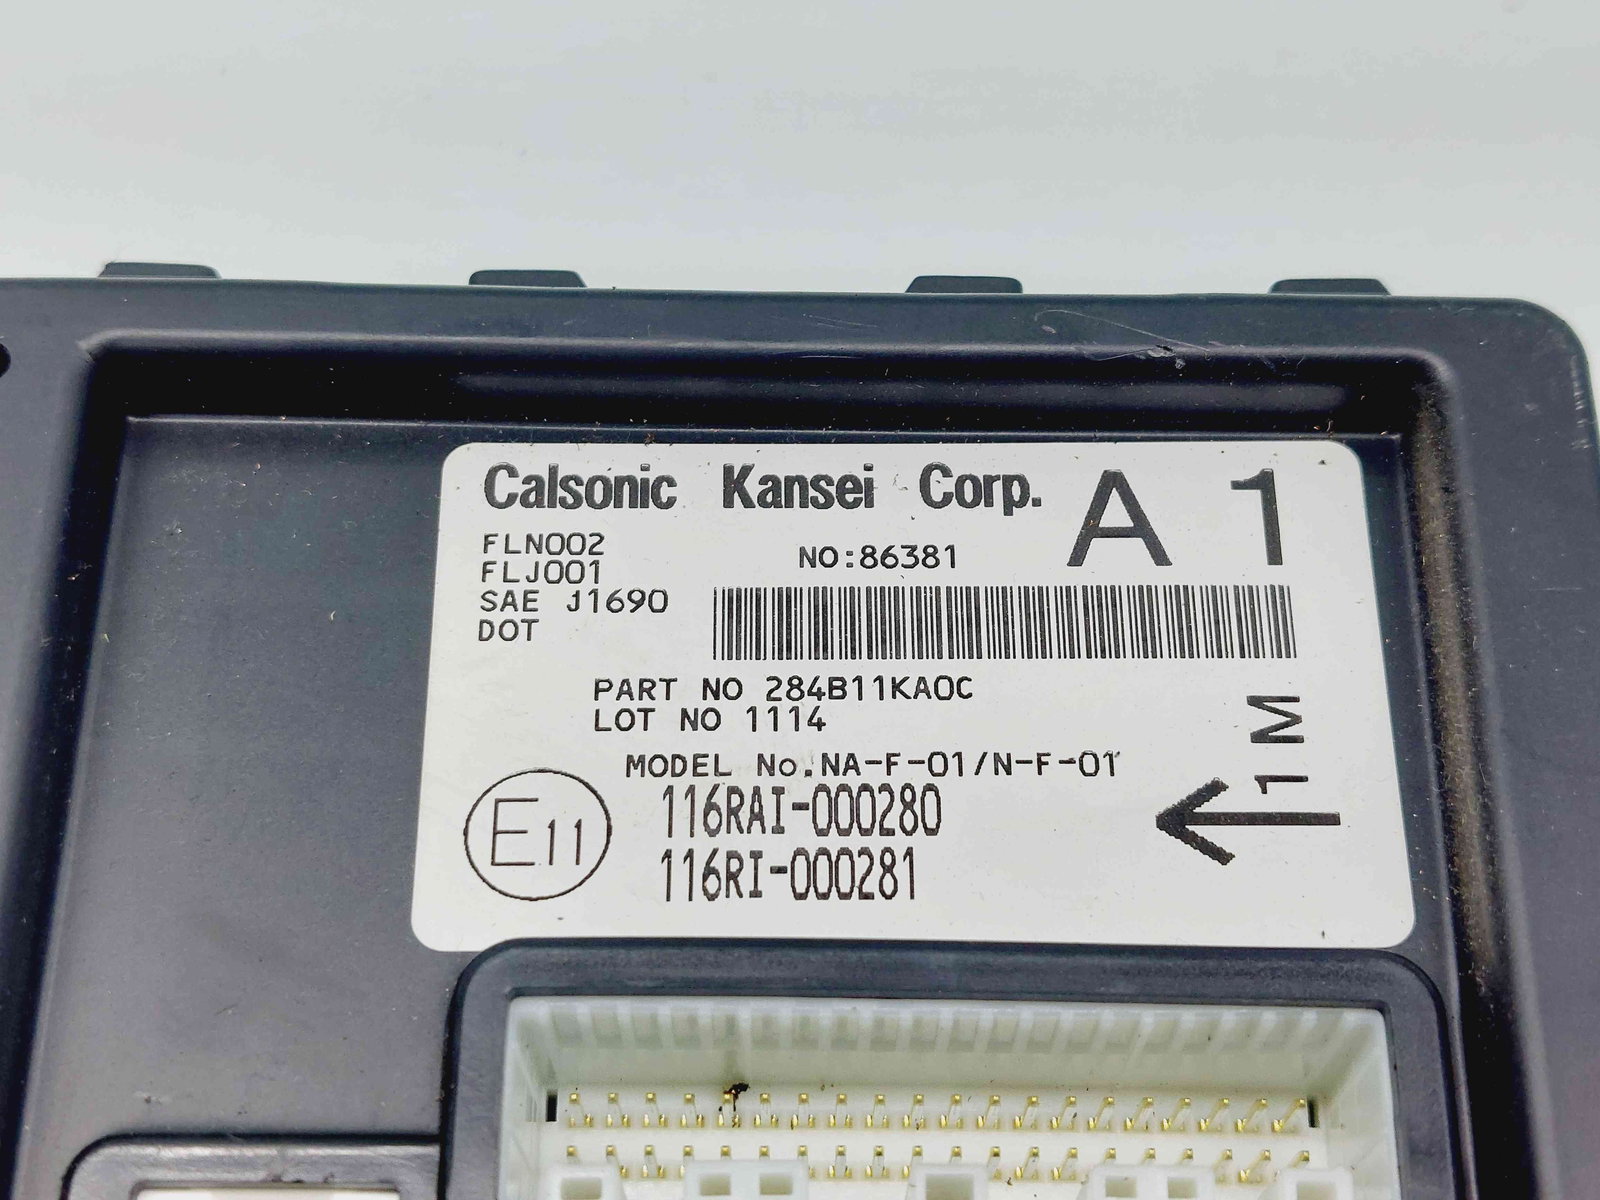 Calsonic Kansei Corp. A 1
FLN002
FLJ001
SAE J1690
DOT
NO:86381
PART NO 284B11KA0C
LOT NO 1114
MODEL No.NA-F-01/N-F-01
116RAI-000280
116RI-000281
E11
1M